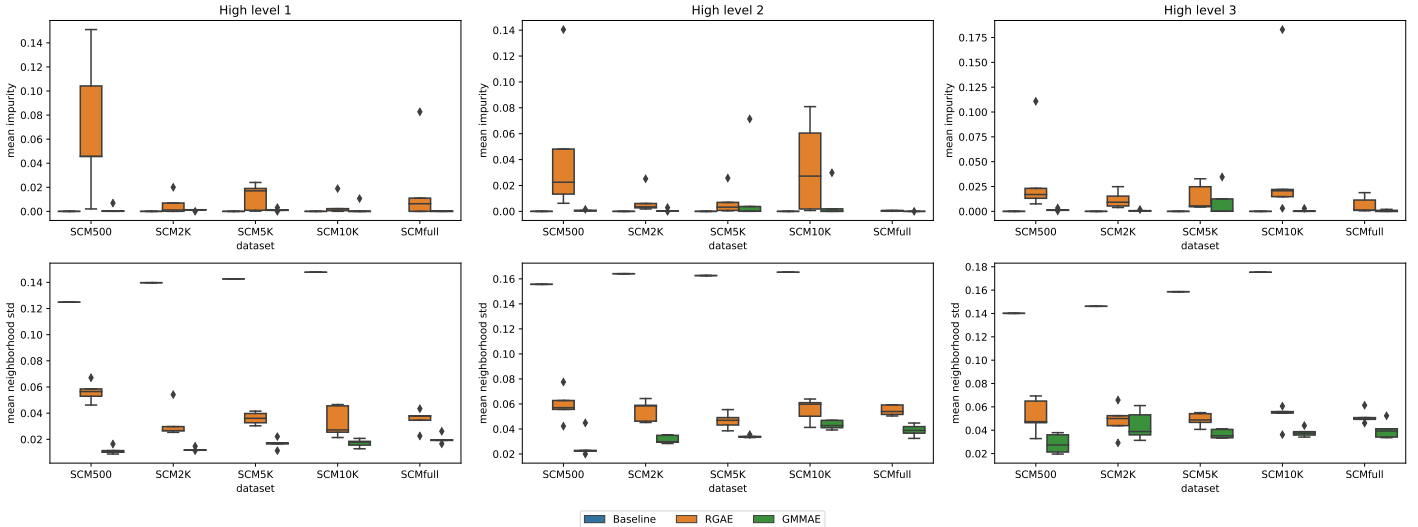 High level 1
High level 2
High level 3
mean impurity
0.14
0.12
0.10
0.08
0.06
0.04
0.02
0.00
SCM500 SCM2K SCM5K SCM10K SCMfull
dataset
mean impurity
0.14
0.12
0.10
0.08
0.06
0.04
0.02
0.00
SCM500 SCM2K SCM5K SCM10K SCMfull
dataset
mean impurity
0.175
0.150
0.125
0.100
0.075
0.050
0.025
0.000
SCM500 SCM2K SCM5K SCM10K SCMfull
dataset
mean neighborhood std
0.14
0.12
0.10
0.08
0.06
0.04
0.02
SCM500 SCM2K SCM5K SCM10K SCMfull
dataset
mean neighborhood std
0.16
0.14
0.12
0.10
0.08
0.06
0.04
0.02
SCM500 SCM2K SCM5K SCM10K SCMfull
dataset
mean neighborhood std
0.18
0.16
0.14
0.12
0.10
0.08
0.06
0.04
0.02
SCM500 SCM2K SCM5K SCM10K SCMfull
dataset
Baseline RGAE GMMAE